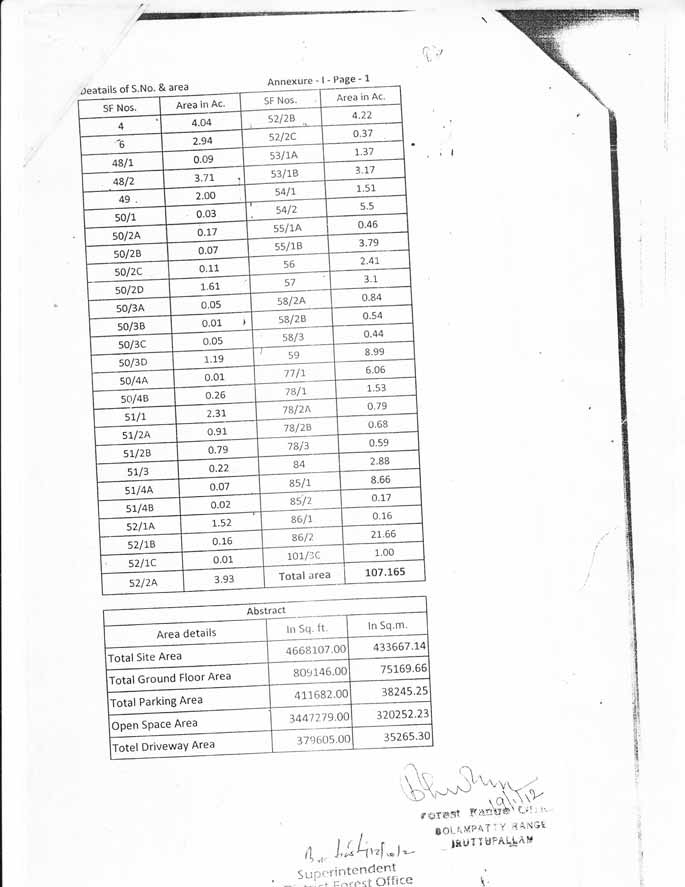 Deatails of S.No. & area Annexure - I - Page - 1
SF Nos. Area in Ac. SF Nos. Area in Ac.
4 4.04 52/2B 4.22
6 2.94 52/2C 0.37
48/1 0.09 53/1A 1.37
48/2 3.71 53/1B 3.17
49 2.00 54/1 1.51
50/1 0.03 54/2 5.5
50/2A 0.17 55/1A 0.46
50/2B 0.07 55/1B 3.79
50/2C 0.11 56 2.41
50/2D 1.61 57 3.1
50/3A 0.05 58/2A 0.84
50/3B 0.01 58/2B 0.54
50/3C 0.05 58/3 0.44
50/3D 1.19 59 8.99
50/4A 0.01 77/1 6.06
50/4B 0.26 78/1 1.53
51/1 2.31 78/2A 0.79
51/2A 0.91 78/2B 0.68
51/2B 0.79 78/3 0.59
51/3 0.22 84 2.88
51/4A 0.07 85/1 8.66
51/4B 0.02 85/2 0.17
52/1A 1.52 86/1 0.16
52/1B 0.16 86/2 21.66
52/1C 0.01 101/3C 1.00
52/2A 3.93 Total area 107.165
Abstract
Area details In Sq. ft. In Sq.m.
Total Site Area 4668107.00 433667.14
Total Ground Floor Area 809146.00 75169.66
Total Parking Area 411682.00 38245.25
Open Space Area 3447279.00 320252.23
Totel Driveway Area 379605.00 35265.30
Forest Range
BOLAMPATTY RANGE
IRUTTUPALLAM
Superintendent
Forest Office